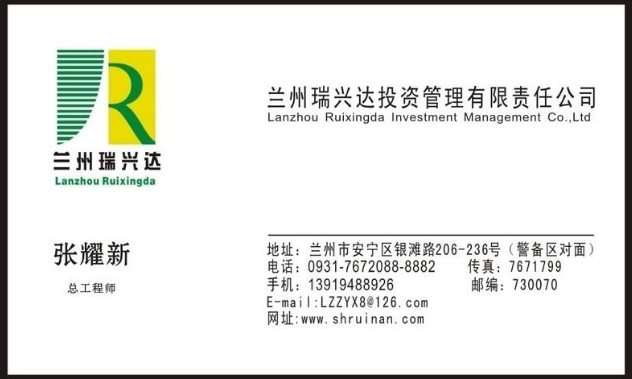 兰州瑞兴达
Lanzhou Ruixingda
兰州瑞兴达投资管理有限责任公司
Lanzhou Ruixingda Investment Management Co.,Ltd
张耀新
总工程师
地址：兰州市安宁区银滩路206-236号（警备区对面）
电话：0931-7672088-8882 传真：7671799
手机：13919488926 邮编：730070
E-mail:LZZYX8@126.com
网址:www.shruinan.com